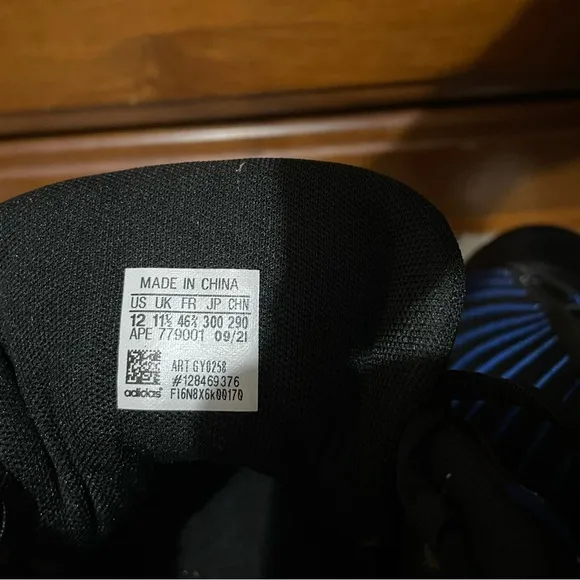 MADE IN CHINA
US UK FR JP CHN
12 11½ 46⅔ 300 290
APE 779001 09/21
ART GY0258
#128469376
adidas F16N8X6k00170